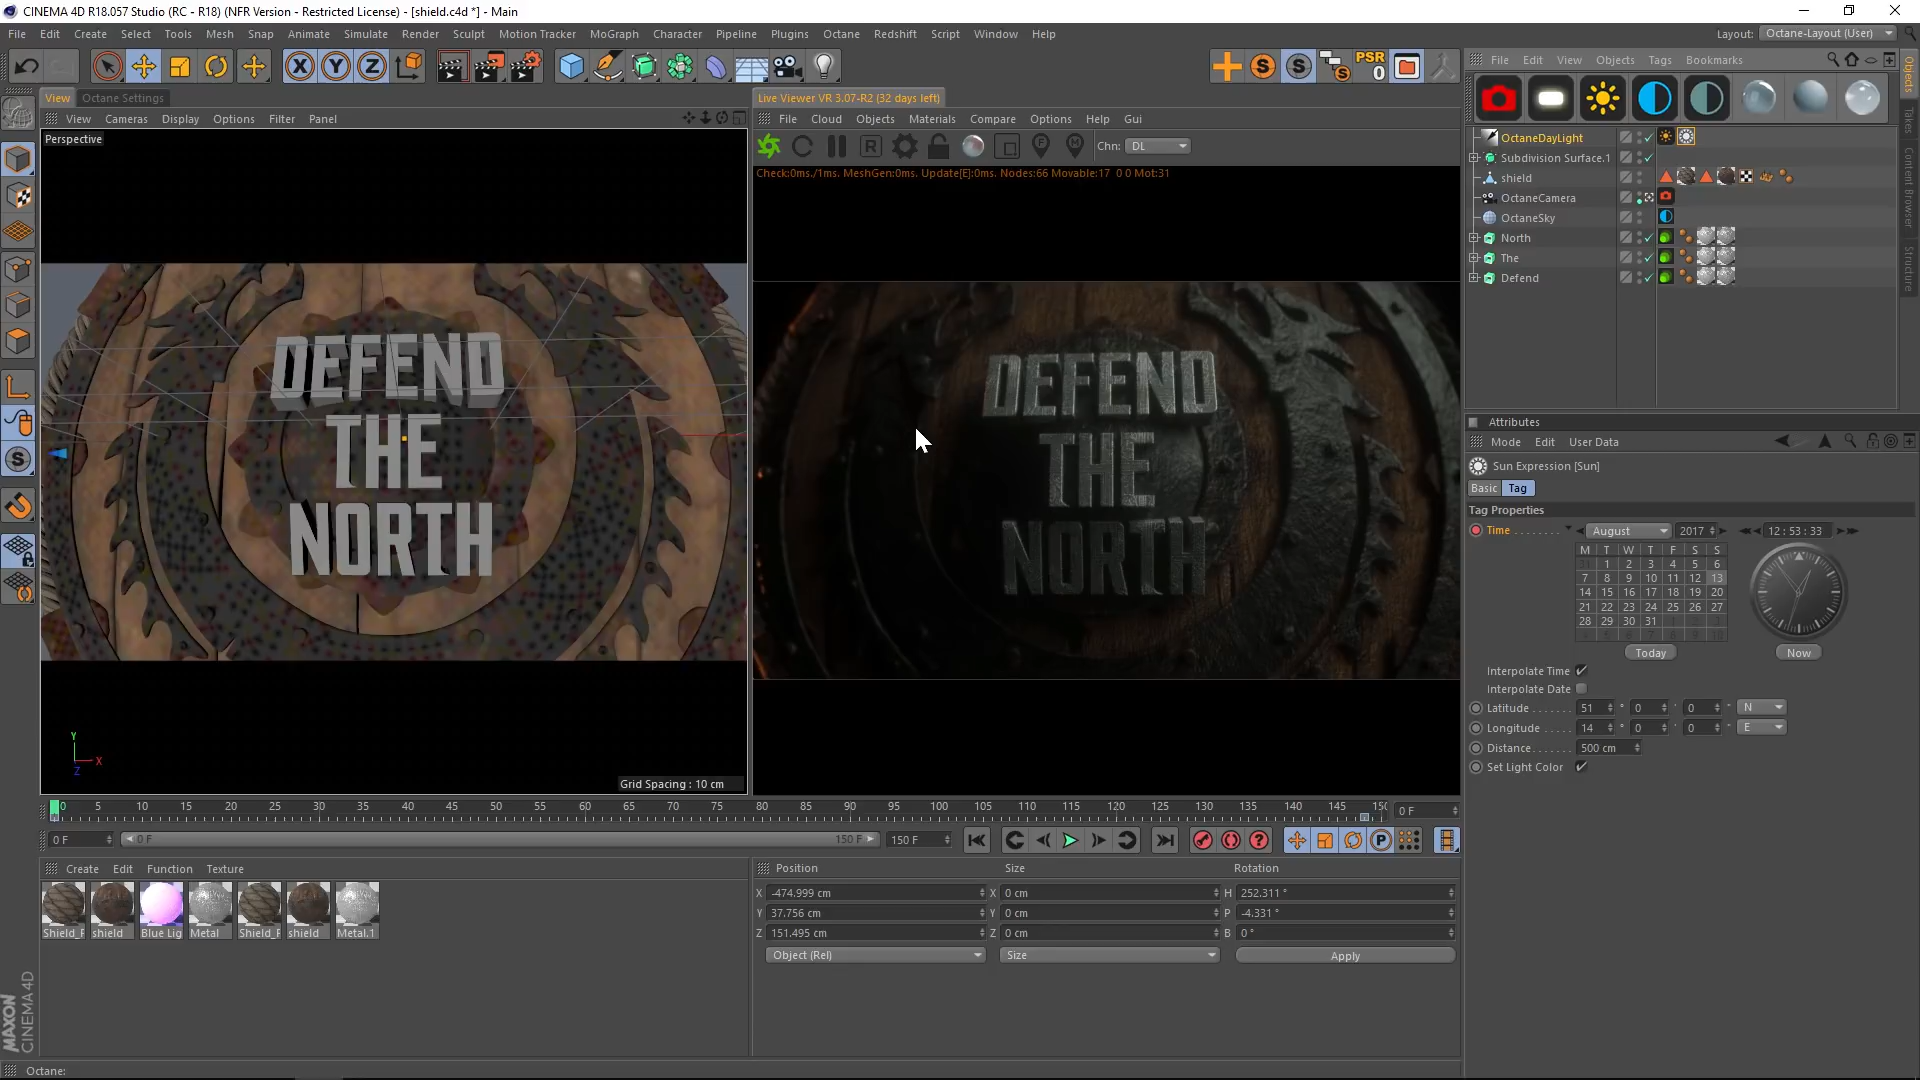 CINEMA 4D R18.057 Studio (RC - R18) (NFR Version - Restricted License) - [shield.c4d *] - Main
File Edit Create Select Tools Mesh Snap Animate Simulate Render Sculpt Motion Tracker MoGraph Character Pipeline Plugins Octane Redshift Script Window Help
Layout: Octane-Layout (User)
X Y Z
PSR
0
File Edit View Objects Tags Bookmarks
View Octane Settings
Live Viewer VR 3.07-R2 (32 days left)
View Cameras Display Options Filter Panel
File Cloud Objects Materials Compare Options Help Gui
Perspective
Chn: DL
Check:0ms./1ms. MeshGen:0ms. Update[E]:0ms. Nodes:66 Movable:17 0 0 Mot:31
OctaneDayLight
Subdivision Surface.1
shield
OctaneCamera
OctaneSky
North
The
Defend
Objects
Takes
Content Browser
Structure
DEFEND
THE
NORTH
DEFEND
THE
NORTH
Y
X
Z
Grid Spacing : 10 cm
Attributes
Mode Edit User Data
Sun Expression [Sun]
Basic Tag
Tag Properties
Time August 2017 12 : 53 : 33
M T W T F S S
31 1 2 3 4 5 6
7 8 9 10 11 12 13
14 15 16 17 18 19 20
21 22 23 24 25 26 27
28 29 30 31
Today Now
Interpolate Time
Interpolate Date
Latitude 51 ° 0 ' 0 " N
Longitude 14 ° 0 ' 0 " E
Distance 500 cm
Set Light Color
0 5 10 15 20 25 30 35 40 45 50 55 60 65 70 75 80 85 90 95 100 105 110 115 120 125 130 135 140 145 150
0 F
0 F 0 F 150 F 150 F
Create Edit Function Texture
Shield_F shield Blue Lig Metal Shield_F shield Metal.1
Position Size Rotation
X -474.999 cm X 0 cm H 252.311 °
Y 37.756 cm Y 0 cm P -4.331 °
Z 151.495 cm Z 0 cm B 0 °
Object (Rel) Size Apply
MAXON
CINEMA 4D
Octane: